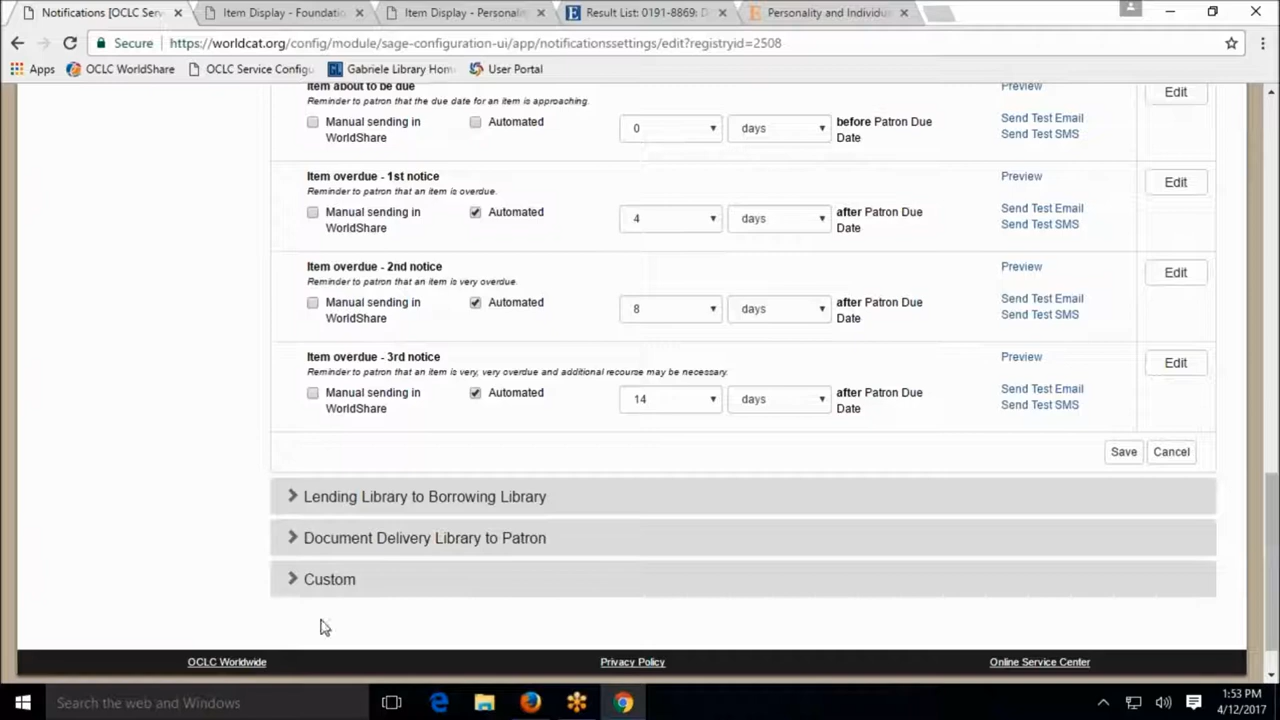 Notifications [OCLC Serv
Item Display - Foundatio
Item Display - Personali
Result List: 0191-8869:
Personality and Individu
Secure
https://worldcat.org/config/module/sage-configuration-ui/app/notificationssettings/edit?registryid=2508
Apps
OCLC WorldShare
OCLC Service Configu
Gabriele Library Hom
User Portal
Item about to be due
Preview
Edit
Reminder to patron that the due date for an item is approaching.
Manual sending in
WorldShare
Automated
0
days
before Patron Due
Date
Send Test Email
Send Test SMS
Item overdue - 1st notice
Preview
Edit
Reminder to patron that an item is overdue.
Manual sending in
WorldShare
Automated
4
days
after Patron Due
Date
Send Test Email
Send Test SMS
Item overdue - 2nd notice
Preview
Edit
Reminder to patron that an item is very overdue.
Manual sending in
WorldShare
Automated
8
days
after Patron Due
Date
Send Test Email
Send Test SMS
Item overdue - 3rd notice
Preview
Edit
Reminder to patron that an item is very, very overdue and additional recourse may be necessary.
Manual sending in
WorldShare
Automated
14
days
after Patron Due
Date
Send Test Email
Send Test SMS
Save
Cancel
Lending Library to Borrowing Library
Document Delivery Library to Patron
Custom
OCLC Worldwide
Privacy Policy
Online Service Center
Search the web and Windows
1:53 PM
4/12/2017